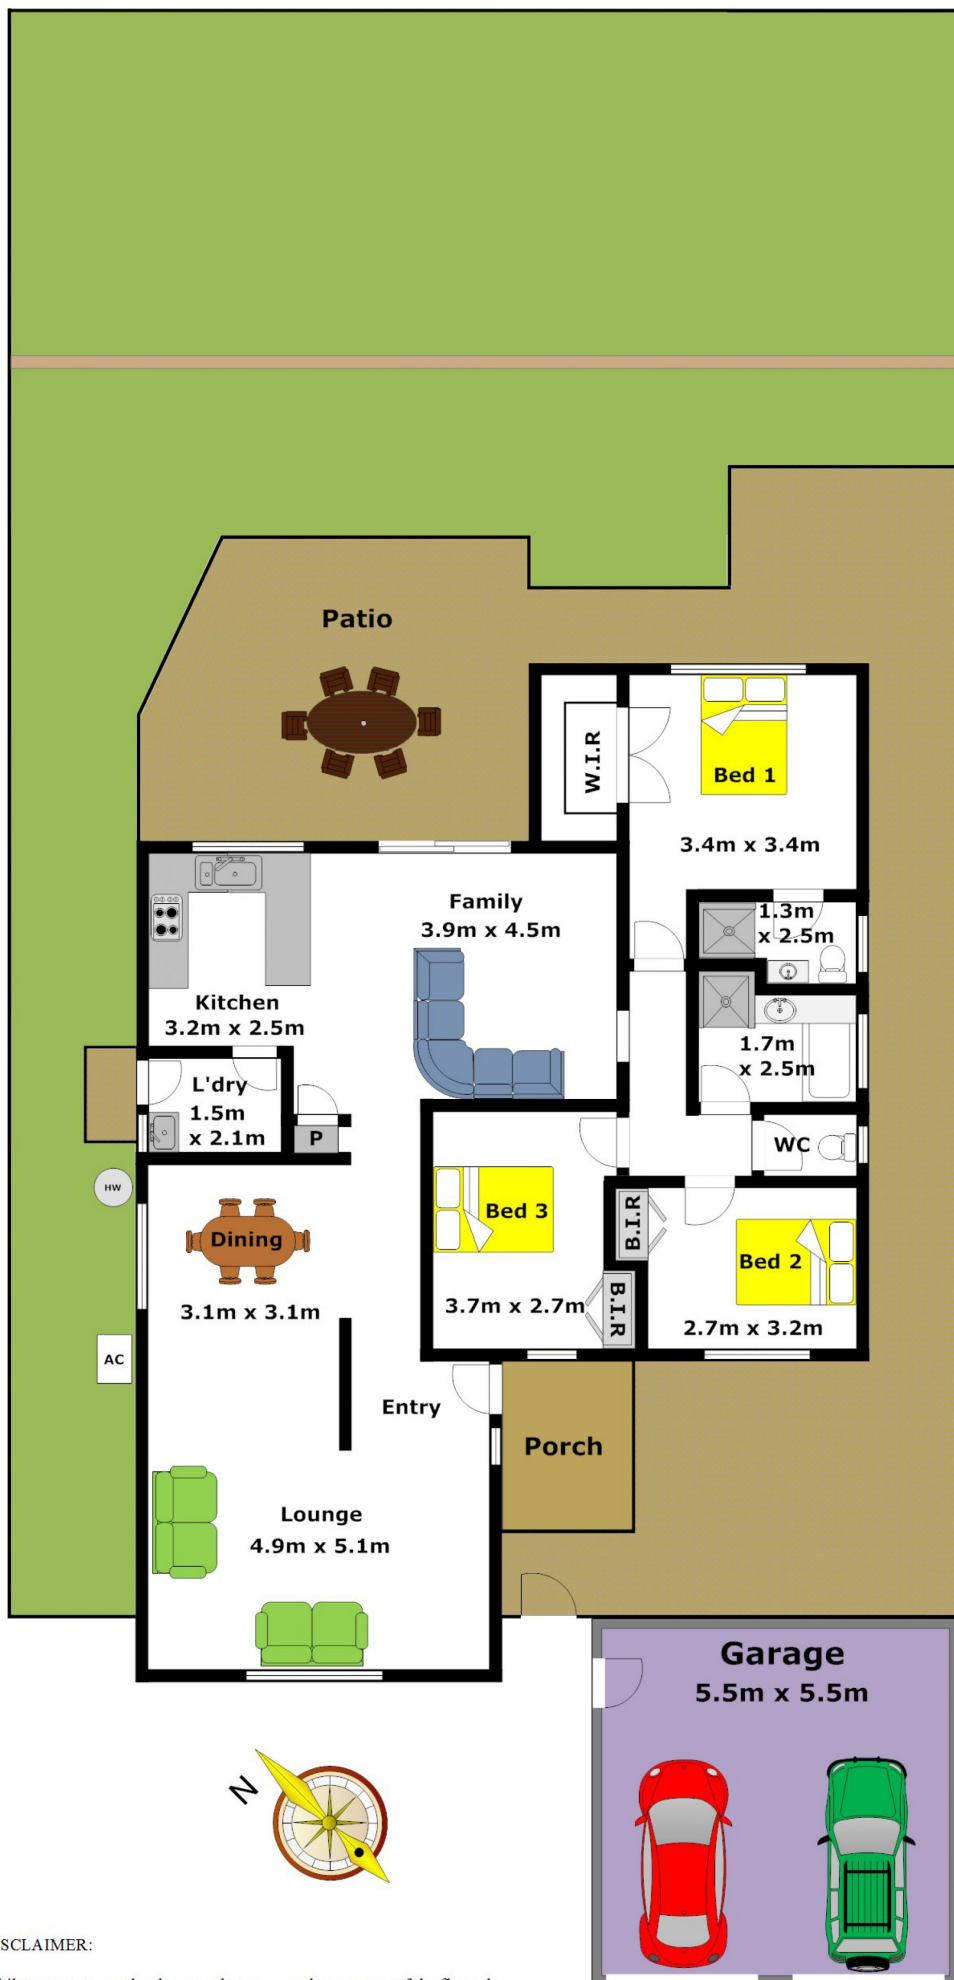 Patio
W.I.R
Bed 1
3.4m x 3.4m
Family
3.9m x 4.5m
1.3m
x 2.5m
Kitchen
3.2m x 2.5m
1.7m
x 2.5m
L'dry
1.5m
x 2.1m
P
WC
HW
Dining
3.1m x 3.1m
Bed 3
3.7m x 2.7m
B.I.R
B.I.R
Bed 2
2.7m x 3.2m
AC
Entry
Porch
Lounge
4.9m x 5.1m
Garage
5.5m x 5.5m
N
SCLAIMER: